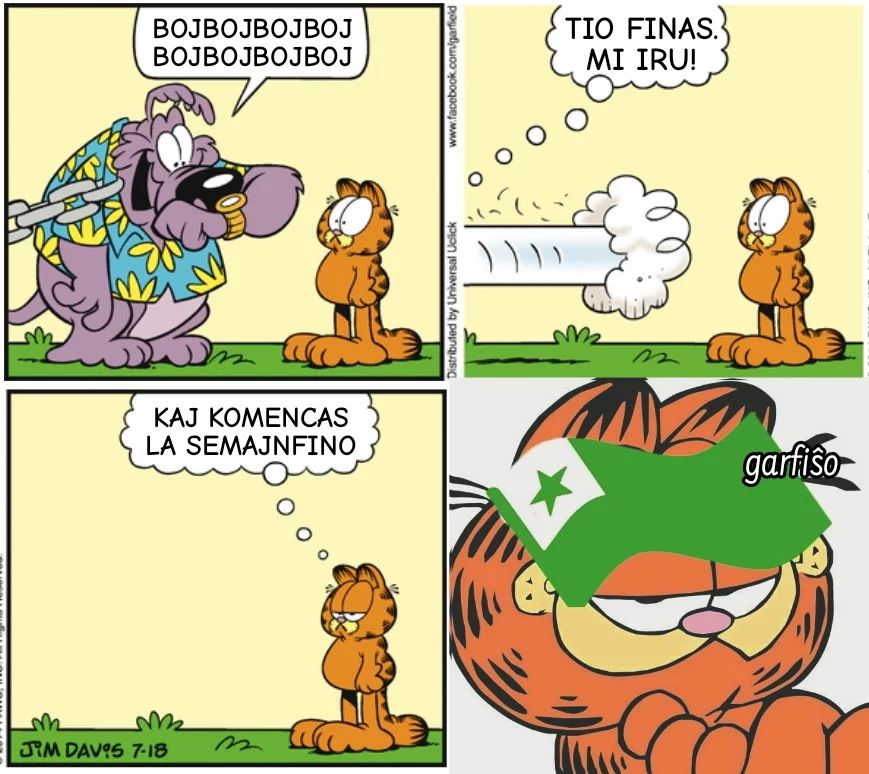 BOJBOJBOJBOJ
BOJBOJBOJBOJ
TIO FINAS.
MI IRU!
www.facebook.com/garfield
Distributed by Universal Uclick
KAJ KOMENCAS
LA SEMAJNFINO
garfiŝo
JIM DAVIS 7-18